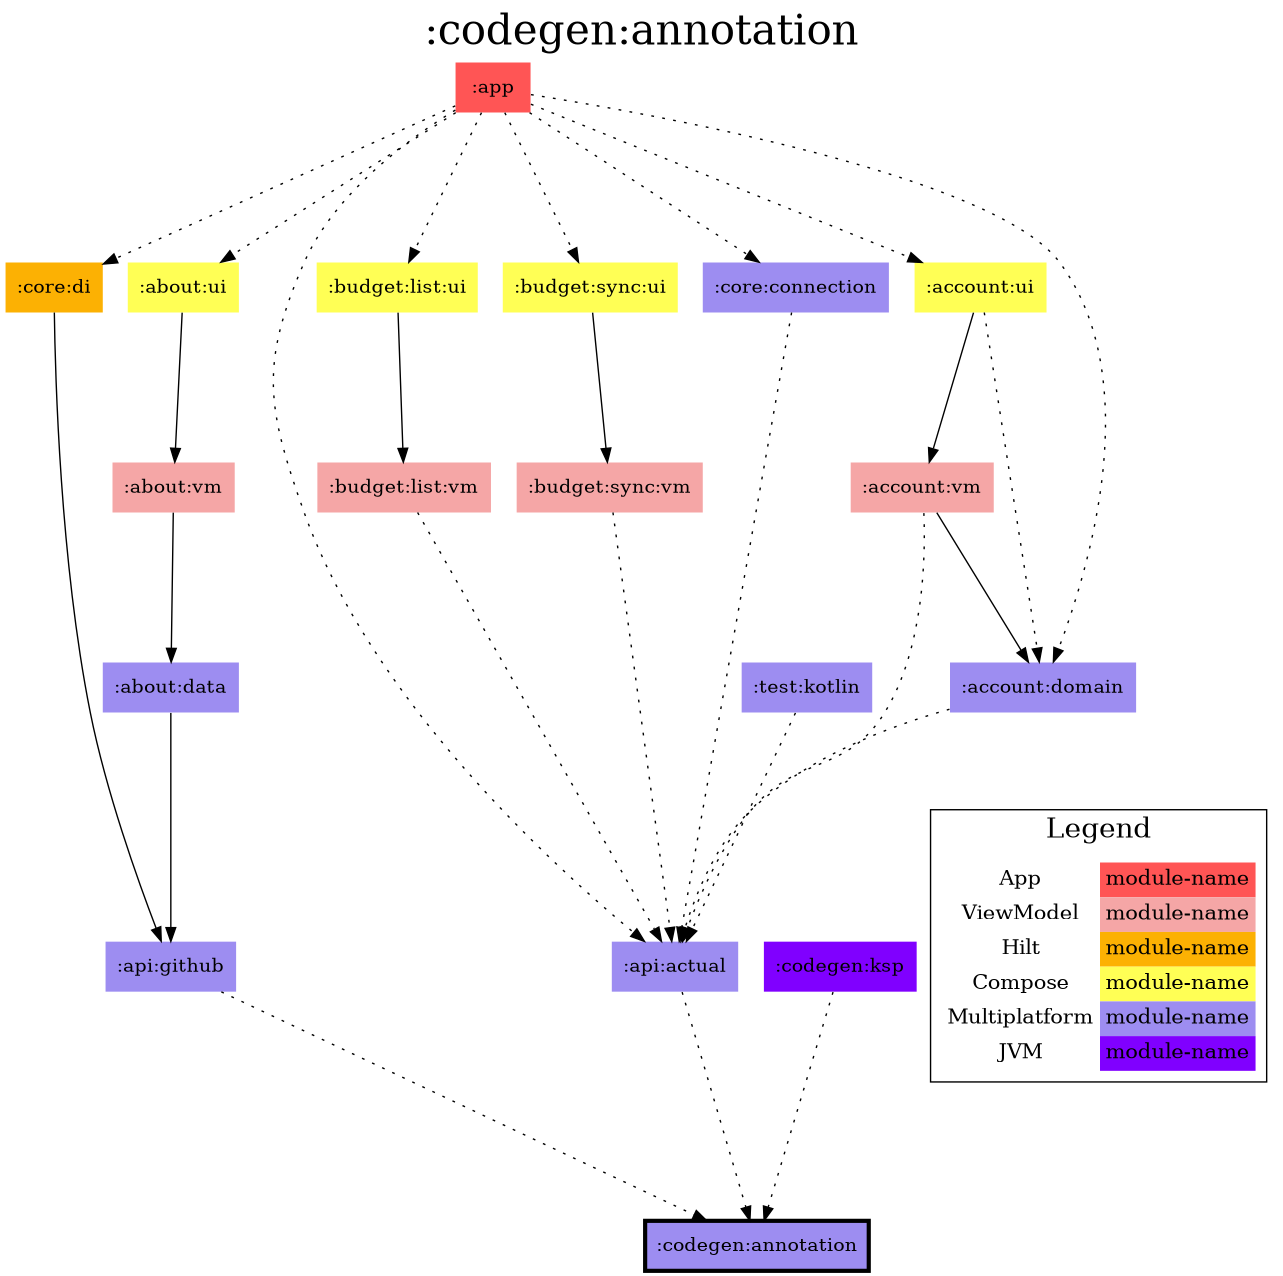 :codegen:annotation
:app
:core:di
:about:ui
:budget:list:ui
:budget:sync:ui
:core:connection
:account:ui
:about:vm
:budget:list:vm
:budget:sync:vm
:account:vm
:about:data
:test:kotlin
:account:domain
Legend
App module-name
ViewModel module-name
Hilt module-name
Compose module-name
Multiplatform module-name
JVM module-name
:api:github
:api:actual
:codegen:ksp
:codegen:annotation